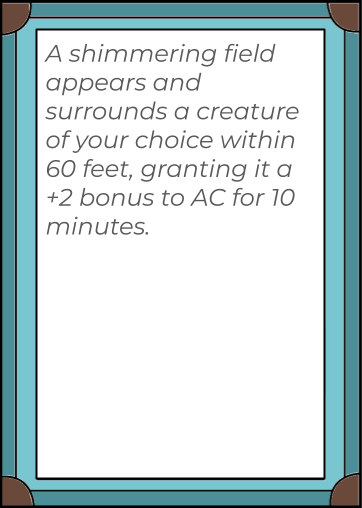 A shimmering field
appears and
surrounds a creature
of your choice within
60 feet, granting it a
+2 bonus to AC for 10
minutes.